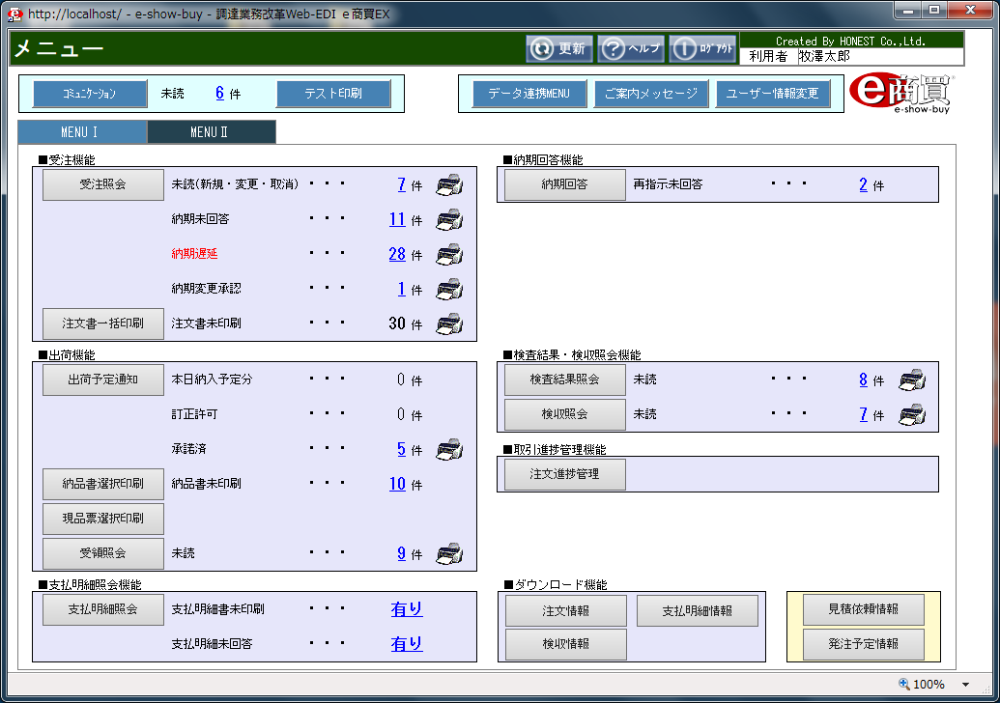 http://localhost/ - e-show-buy - 調達業務改革Web-EDI e商買EX
メニュー
更新
ヘルプ
ログアウト
Created By HONEST Co.,Ltd.
利用者 牧澤太郎
コミュニケーション 未読 6 件 テスト印刷
データ連携MENU ご案内メッセージ ユーザー情報変更
e商買
e-show-buy
MENU Ⅰ MENU Ⅱ
■受注機能
受注照会 未読(新規・変更・取消) ・・・ 7 件
納期未回答 ・・・ 11 件
納期遅延 ・・・ 28 件
納期変更承認 ・・・ 1 件
注文書一括印刷 注文書未印刷 ・・・ 30 件
■納期回答機能
納期回答 再指示未回答 ・・・ 2 件
■出荷機能
出荷予定通知 本日納入予定分 ・・・ 0 件
訂正許可 ・・・ 0 件
承諾済 ・・・ 5 件
納品書選択印刷 納品書未印刷 ・・・ 10 件
現品票選択印刷
受領照会 未読 ・・・ 9 件
■検査結果・検収照会機能
検査結果照会 未読 ・・・ 8 件
検収照会 未読 ・・・ 7 件
■取引進捗管理機能
注文進捗管理
■支払明細照会機能
支払明細照会 支払明細書未印刷 ・・・ 有り
支払明細未回答 ・・・ 有り
■ダウンロード機能
注文情報 支払明細情報
検収情報
見積依頼情報
発注予定情報
100%